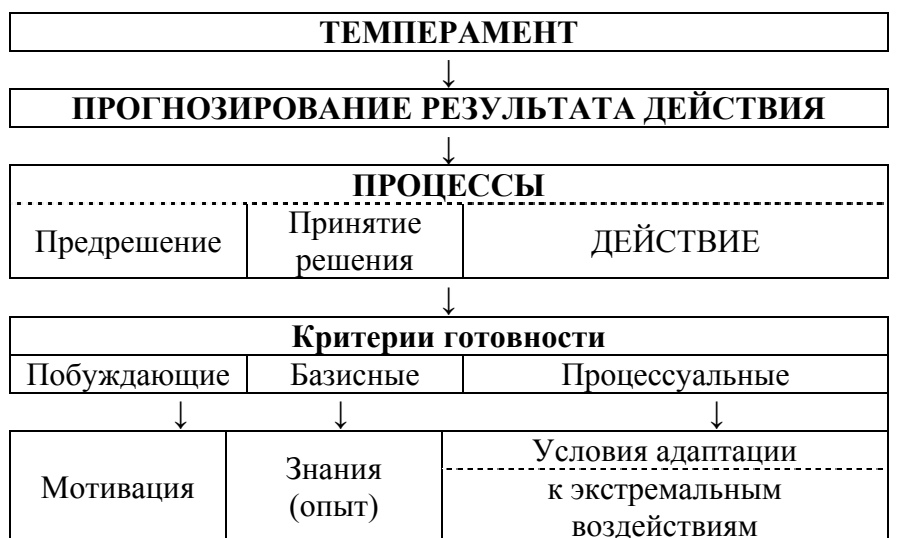 ТЕМПЕРАМЕНТ
↓
ПРОГНОЗИРОВАНИЕ РЕЗУЛЬТАТА ДЕЙСТВИЯ
↓
ПРОЦЕССЫ
Предрешение
Принятие
решения
ДЕЙСТВИЕ
↓
Критерии готовности
Побуждающие
Базисные
Процессуальные
↓ ↓ ↓
Мотивация
Знания
(опыт)
Условия адаптации
к экстремальным
воздействиям